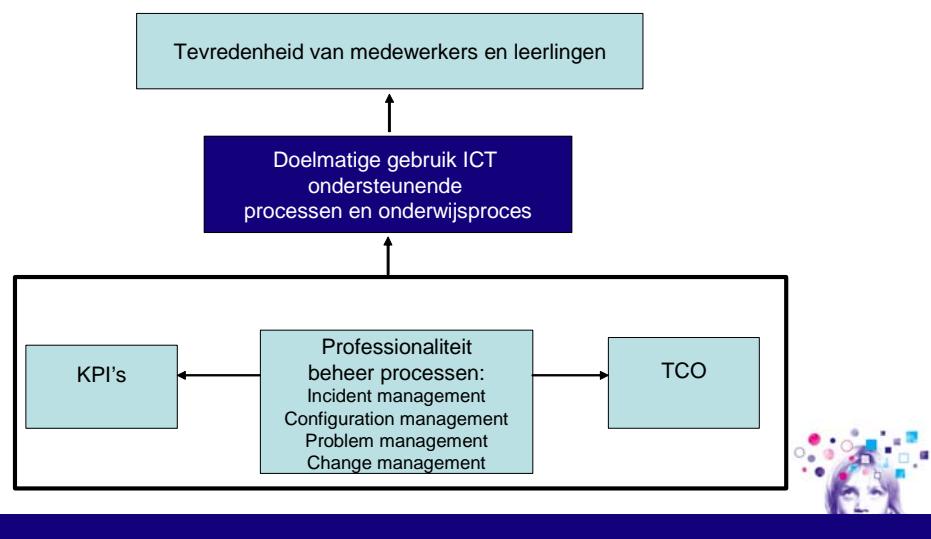 Tevredenheid van medewerkers en leerlingen
Doelmatige gebruik ICT
ondersteunende
processen en onderwijsproces
KPI's
Professionaliteit
beheer processen:
Incident management
Configuration management
Problem management
Change management
TCO